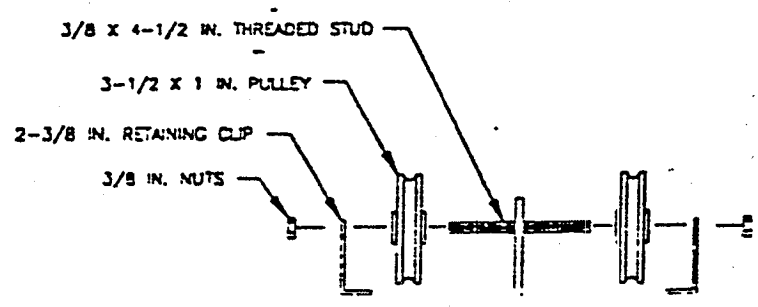 3/8 X 4-1/2 IN. THREADED STUD
3-1/2 X 1 IN. PULLEY
2-3/8 IN. RETAINING CLIP
3/8 IN. NUTS